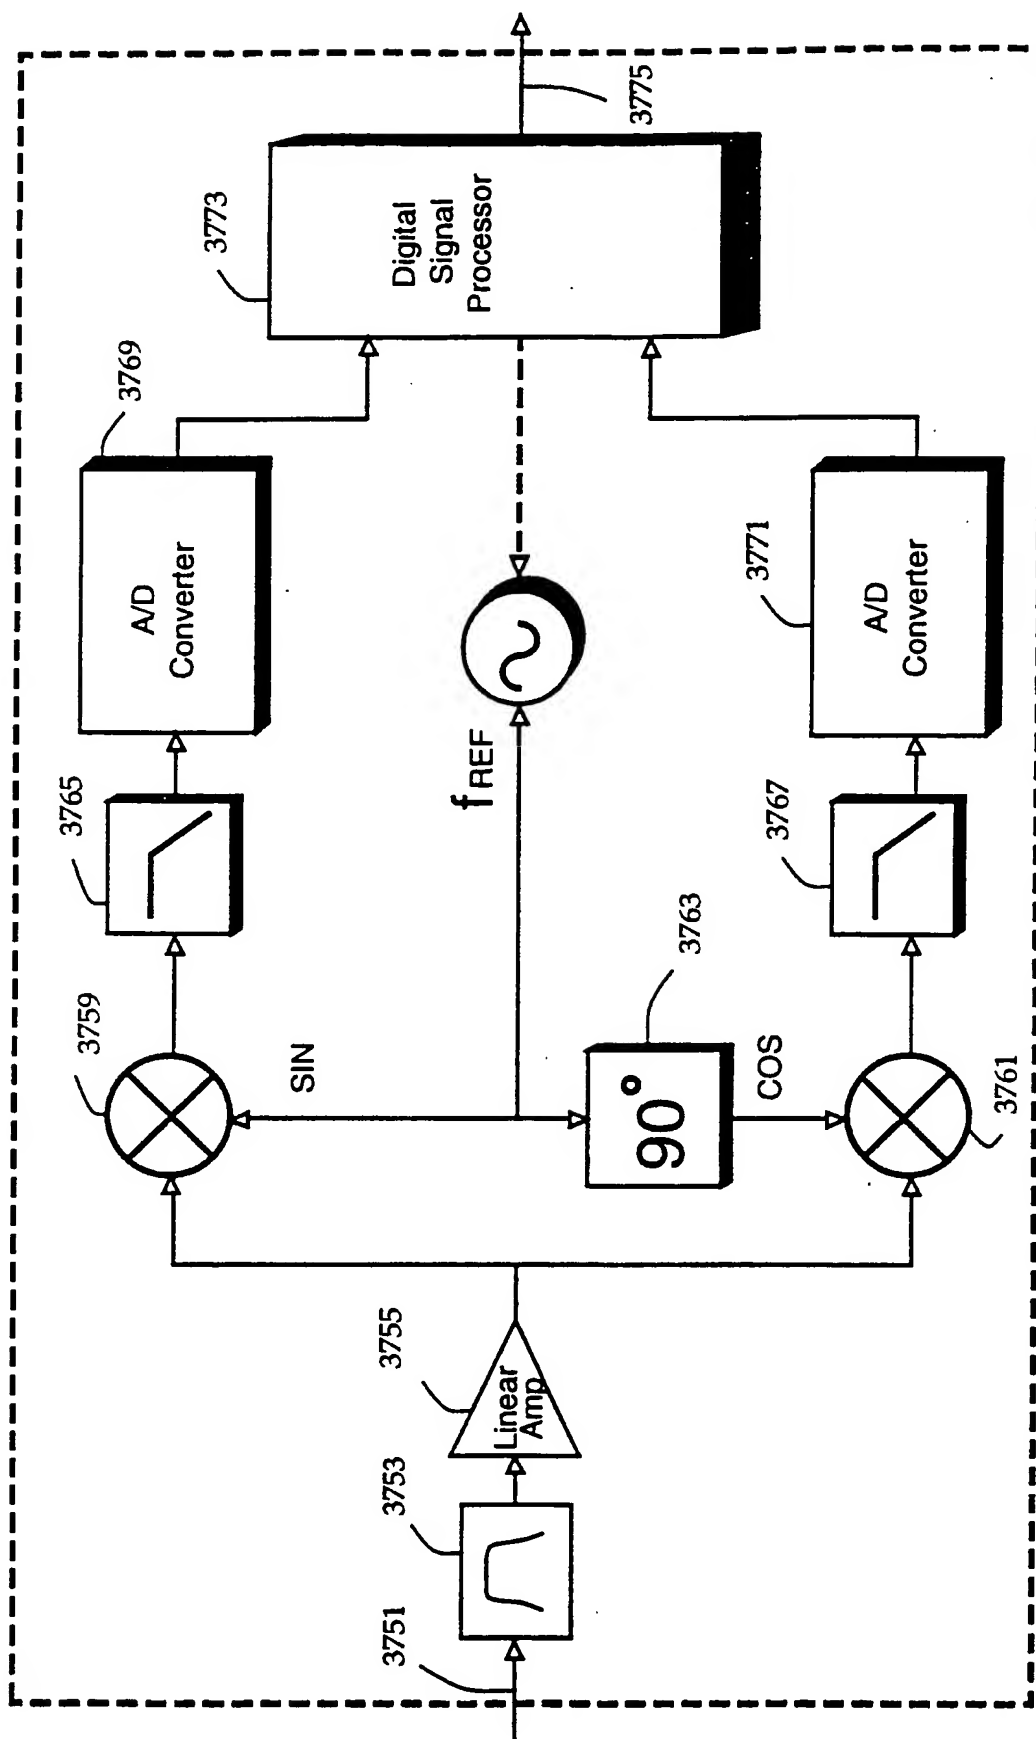 3773
Digital
Signal
Processor
3775
3769
A/D
Converter
3771
A/D
Converter
3765
fREF
3767
3759
SIN
3763
90°
COS
3761
3755
Linear
Amp
3753
3751